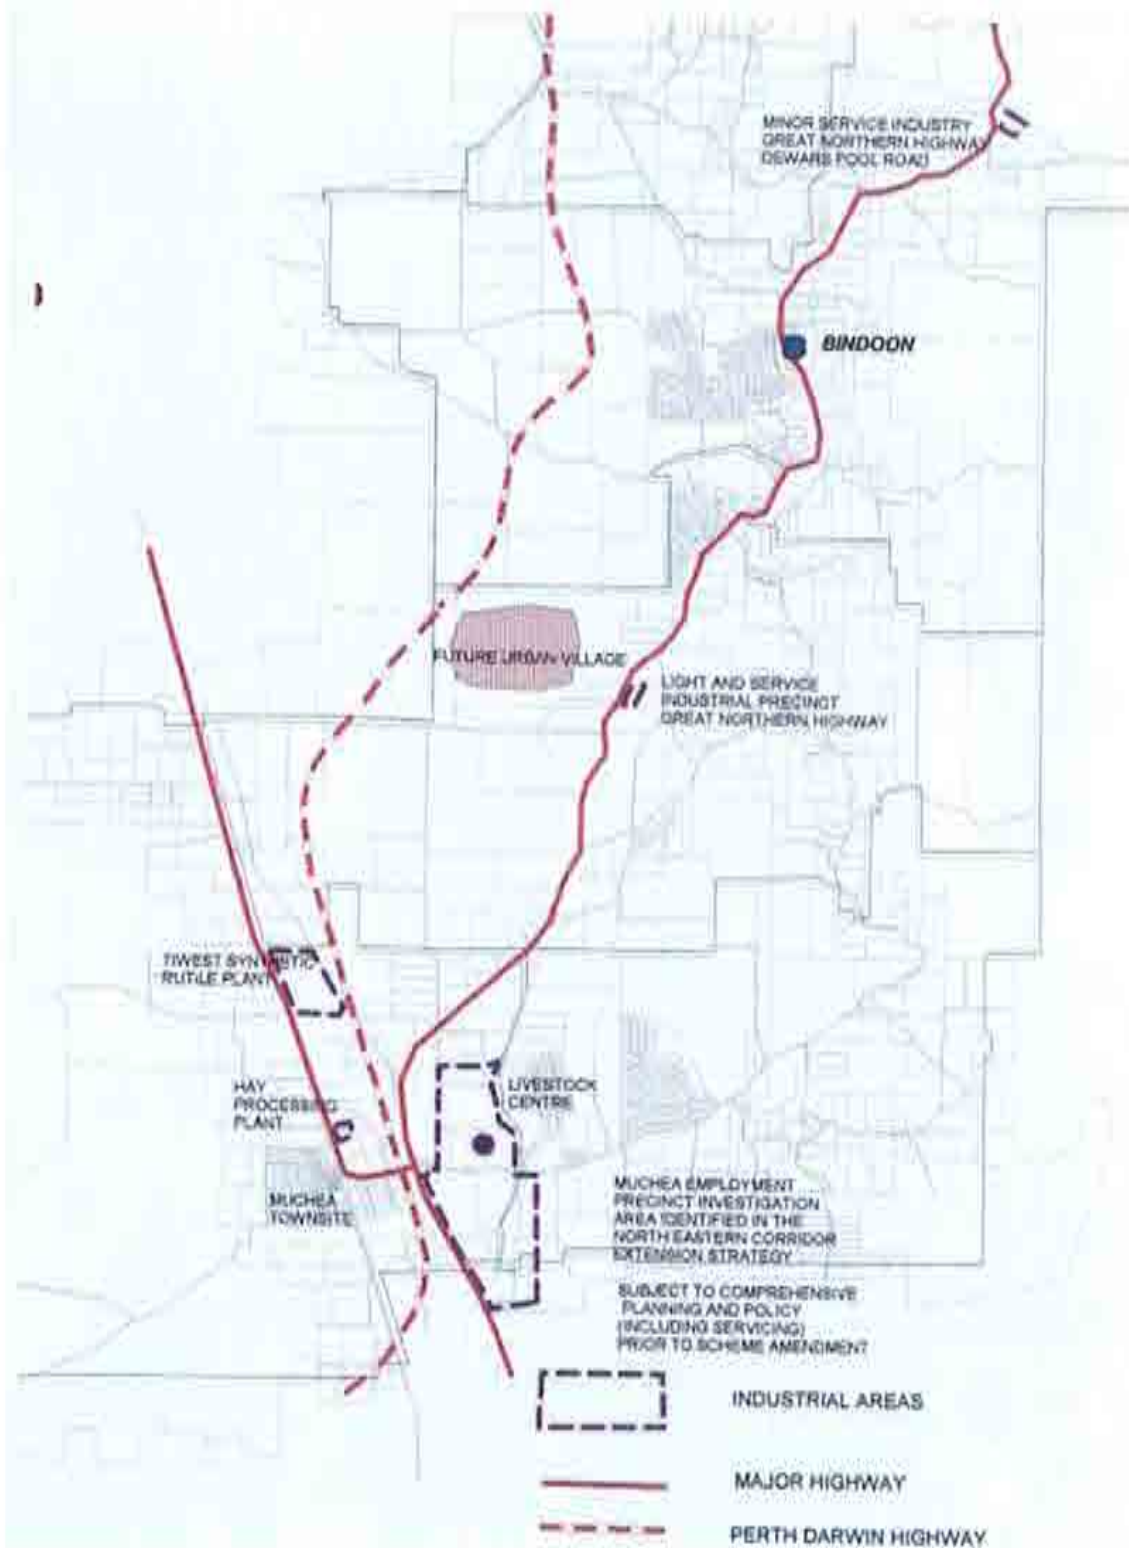 MINOR SERVICE INDUSTRY
GREAT NORTHERN HIGHWAY
DEWARS POOL ROAD
BINDOON
FUTURE URBAN VILLAGE
LIGHT AND SERVICE
INDUSTRIAL PRECINCT
GREAT NORTHERN HIGHWAY
TIWEST SYNTHETIC
RUTILE PLANT
HAY
PROCESSING
PLANT
LIVESTOCK
CENTRE
MUCHEA
TOWNSITE
MUCHEA EMPLOYMENT
PRECINCT INVESTIGATION
AREA IDENTIFIED IN THE
NORTH EASTERN CORRIDOR
EXTENSION STRATEGY
SUBJECT TO COMPREHENSIVE
PLANNING AND POLICY
(INCLUDING SERVICING)
PRIOR TO SCHEME AMENDMENT
INDUSTRIAL AREAS
MAJOR HIGHWAY
PERTH DARWIN HIGHWAY